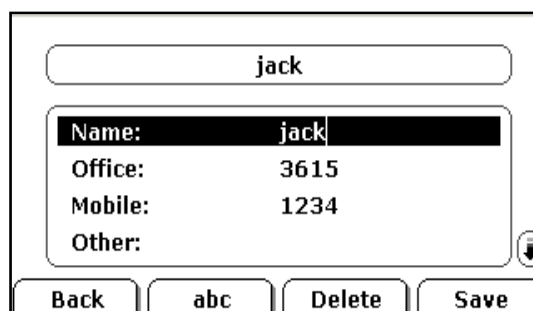 jack
Name: jack
Office: 3615
Mobile: 1234
Other:
Back abc Delete Save